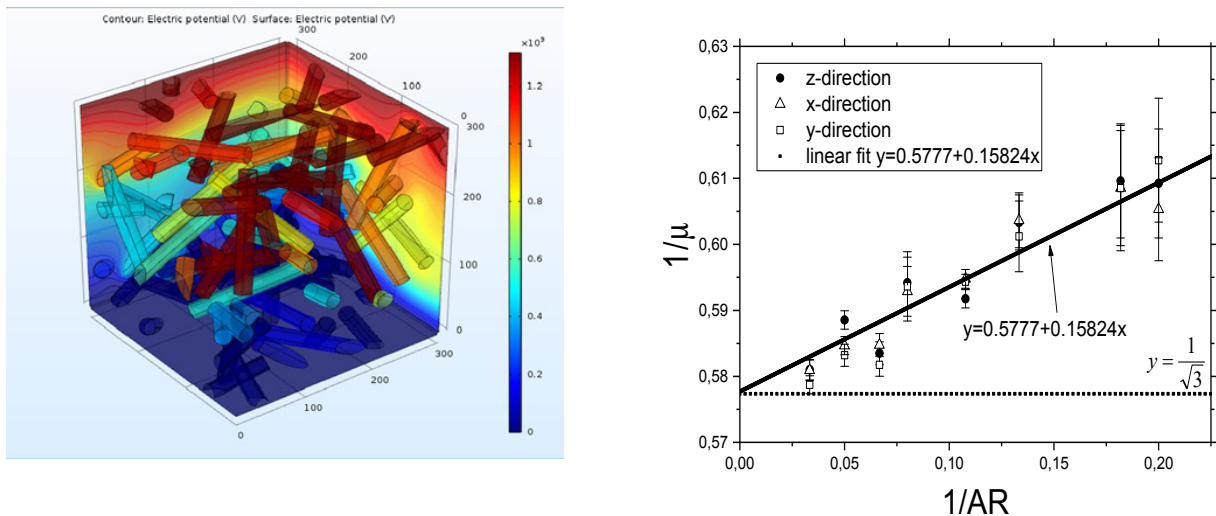 Contour: Electric potential (V) Surface: Electric potential (V)
300
200
100
0
300
200
100
0
300
200
100
0
×10⁹
1.2
1
0.8
0.6
0.4
0.2
0
0,63
0,62
0,61
0,60
0,59
0,58
0,57
1/μ
z-direction
x-direction
y-direction
linear fit y=0.5777+0.15824x
y=0.5777+0.15824x
y = 1/√3
0,00 0,05 0,10 0,15 0,20
1/AR